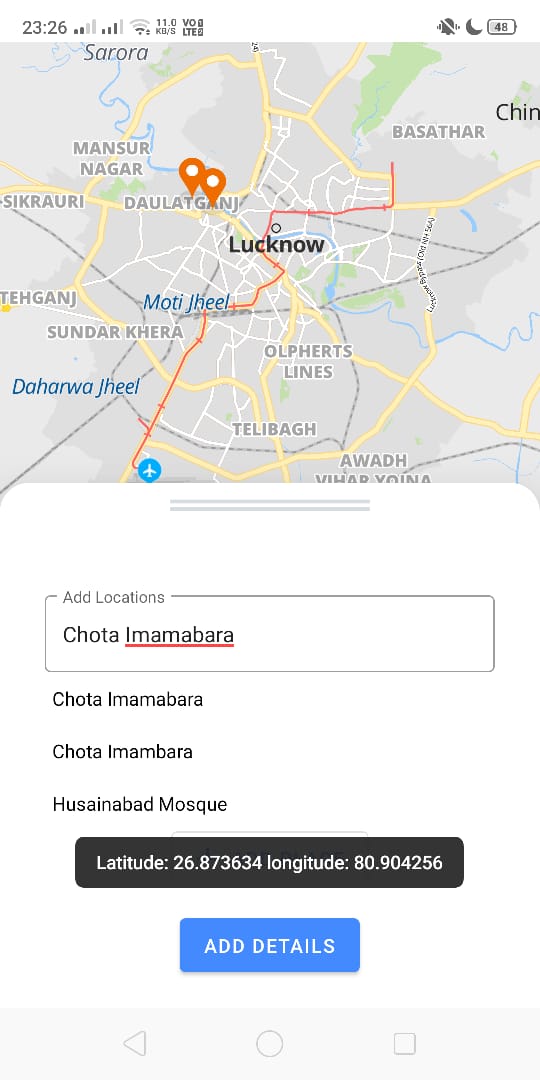 23:26
11.0
KB/S
VO
LTE
48
Sarora
Chin
BASATHAR
MANSUR
NAGAR
SIKRAURI
DAULATGANJ
Lucknow
TEHGANJ
Moti Jheel
SUNDAR KHERA
OLPHERTS
LINES
Daharwa Jheel
TELIBAGH
AWADH
VIHAR YOJNA
Add Locations
Chota Imamabara
Chota Imamabara
Chota Imambara
Husainabad Mosque
Latitude: 26.873634 longitude: 80.904256
ADD DETAILS